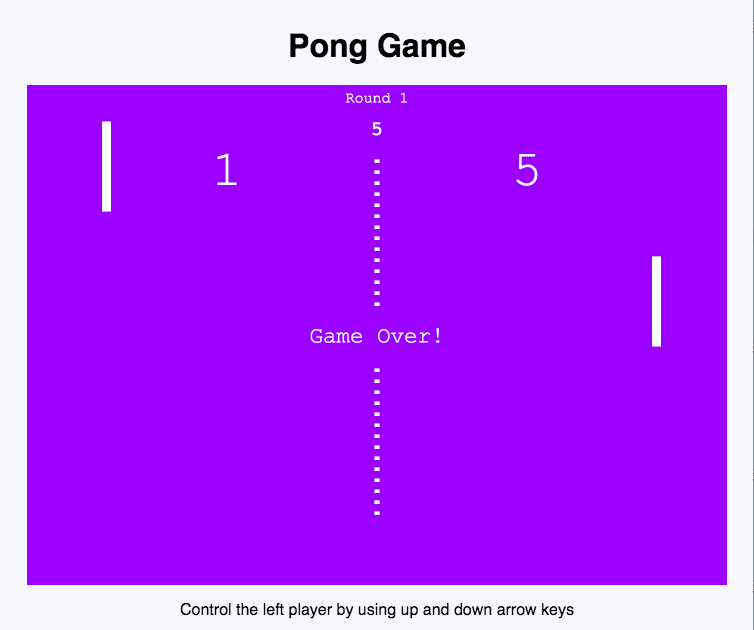 Pong Game
Round 1
5
1 5
Game Over!
Control the left player by using up and down arrow keys